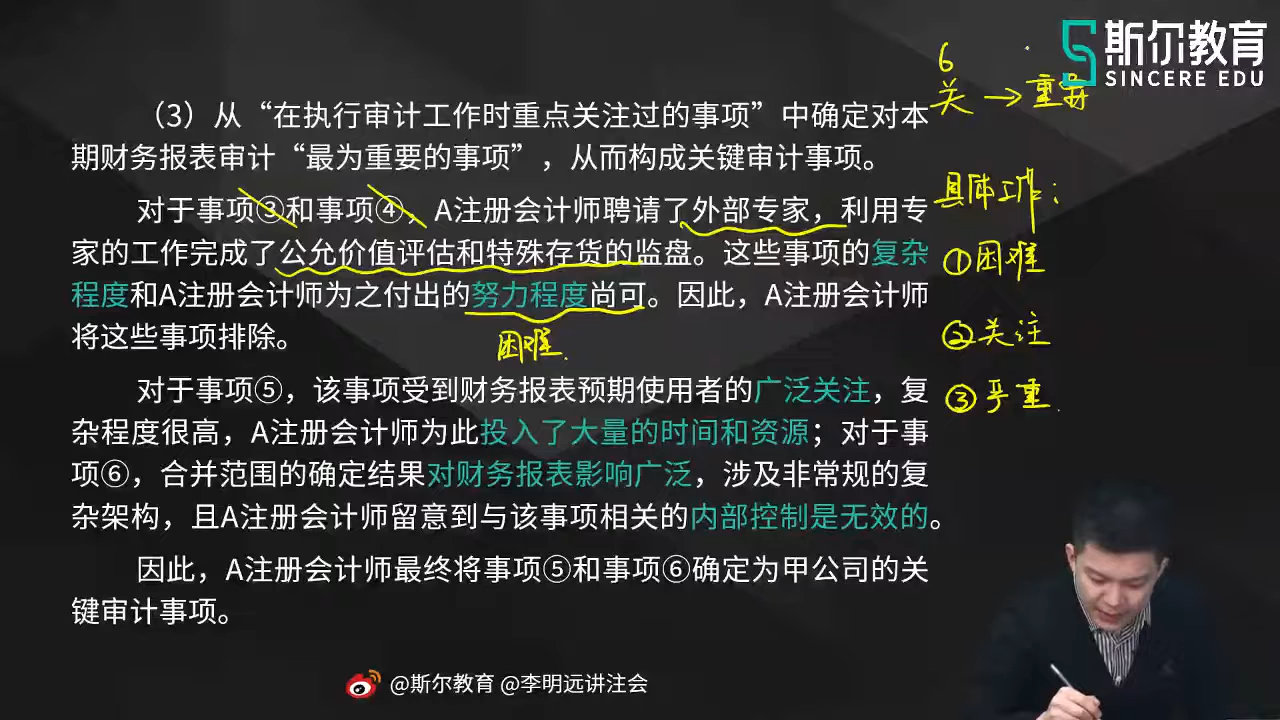 斯尔教育
SINCERE EDU
6
关→重要
（3）从“在执行审计工作时重点关注过的事项”中确定对本
期财务报表审计“最为重要的事项”，从而构成关键审计事项。
对于事项③和事项④，A注册会计师聘请了外部专家，利用专
家的工作完成了公允价值评估和特殊存货的监盘。这些事项的复杂
程度和A注册会计师为之付出的努力程度尚可。因此，A注册会计师
将这些事项排除。
困难.
具体工作：
①困难
②关注
③严重.
对于事项⑤，该事项受到财务报表预期使用者的广泛关注，复
杂程度很高，A注册会计师为此投入了大量的时间和资源；对于事
项⑥，合并范围的确定结果对财务报表影响广泛，涉及非常规的复
杂架构，且A注册会计师留意到与该事项相关的内部控制是无效的。
因此，A注册会计师最终将事项⑤和事项⑥确定为甲公司的关
键审计事项。
@斯尔教育 @李明远讲注会